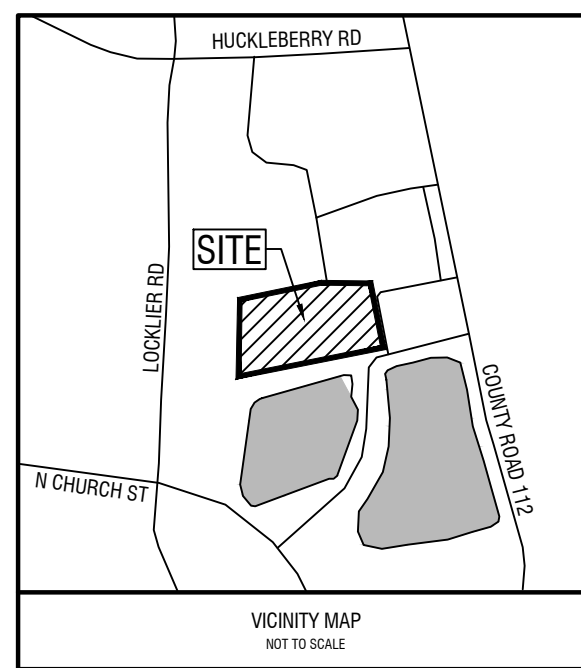 HUCKLEBERRY RD
SITE
LOCKLIER RD
COUNTY ROAD 112
N CHURCH ST
VICINITY MAP
NOT TO SCALE